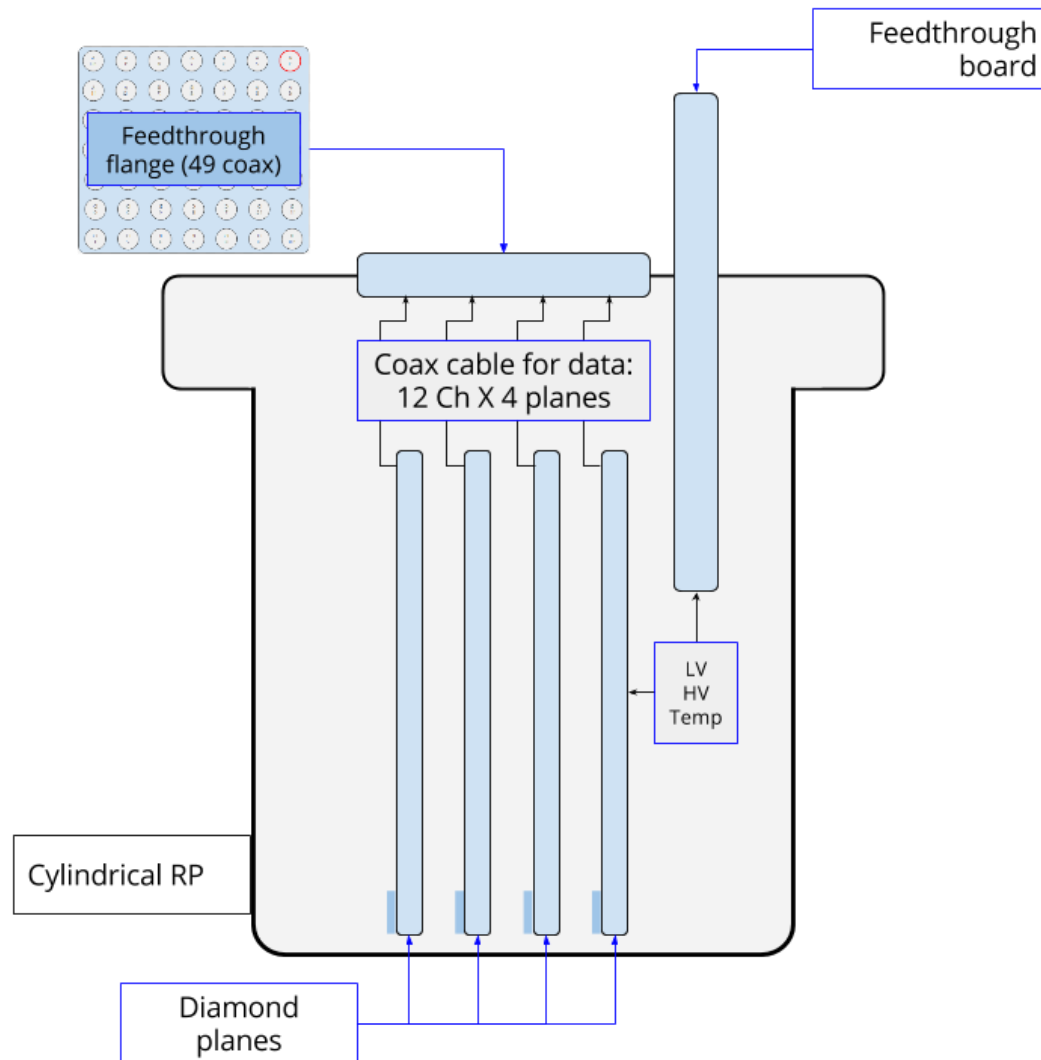 Feedthrough
board
Feedthrough
flange (49 coax)
Coax cable for data:
12 Ch X 4 planes
LV
HV
Temp
Cylindrical RP
Diamond
planes